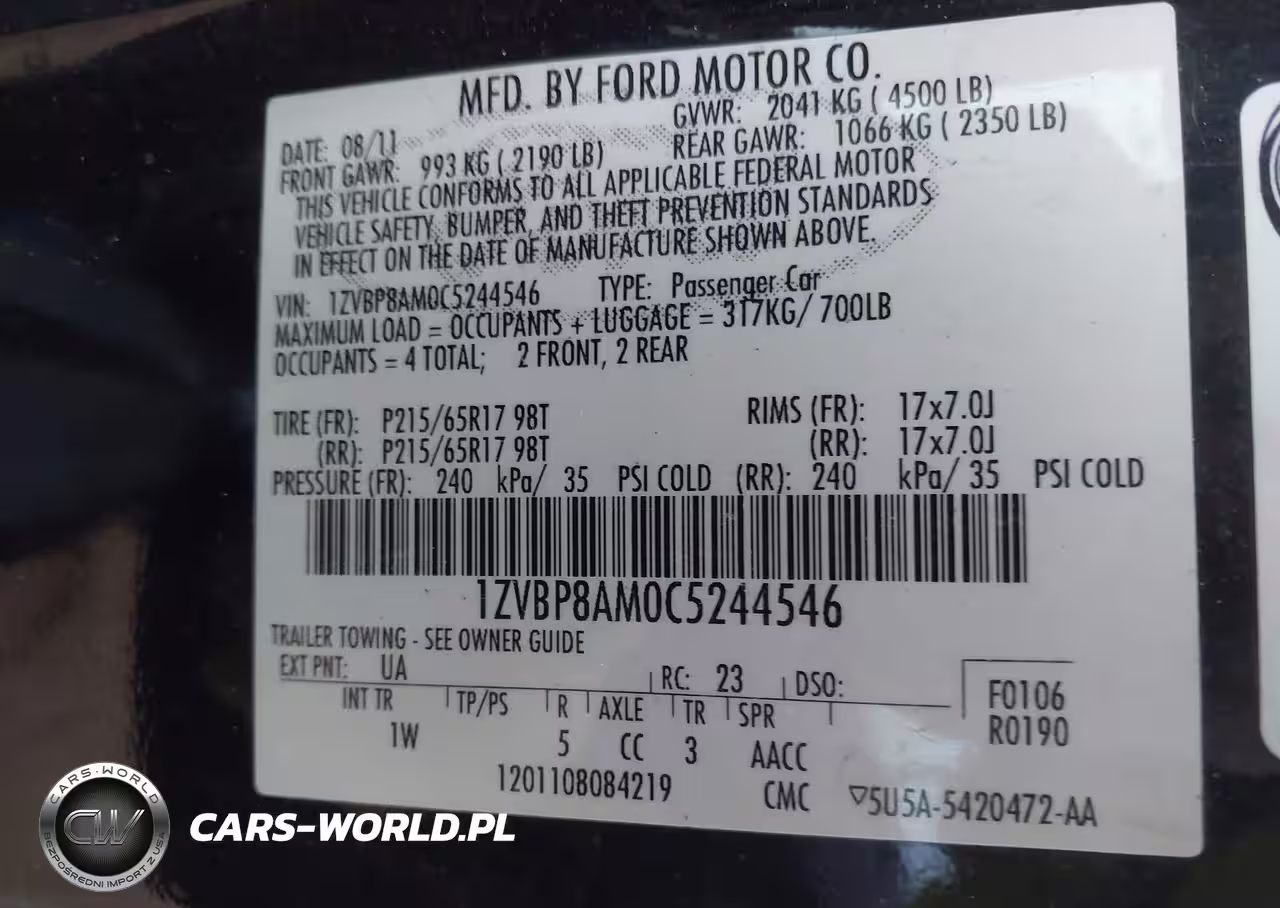 MFD. BY FORD MOTOR CO.
DATE: 08/11 GVWR: 2041 KG ( 4500 LB)
FRONT GAWR: 993 KG ( 2190 LB) REAR GAWR: 1066 KG ( 2350 LB)
THIS VEHICLE CONFORMS TO ALL APPLICABLE FEDERAL MOTOR
VEHICLE SAFETY, BUMPER, AND THEFT PREVENTION STANDARDS
IN EFFECT ON THE DATE OF MANUFACTURE SHOWN ABOVE.
VIN: 1ZVBP8AM0C5244546 TYPE: Passenger Car
MAXIMUM LOAD = OCCUPANTS + LUGGAGE = 317KG/ 700LB
OCCUPANTS = 4 TOTAL; 2 FRONT, 2 REAR
TIRE (FR): P215/65R17 98T RIMS (FR): 17x7.0J
(RR): P215/65R17 98T (RR): 17x7.0J
PRESSURE (FR): 240 kPa/ 35 PSI COLD (RR): 240 kPa/ 35 PSI COLD
1ZVBP8AM0C5244546
TRAILER TOWING - SEE OWNER GUIDE
EXT PNT: UA RC: 23 DSO:
INT TR TP/PS R AXLE TR SPR F0106
1W 5 CC 3 AACC R0190
1201108084219 CMC ▽5U5A-5420472-AA
CARS-WORLD
CW
BEZPOŚREDNI IMPORT Z USA
CARS-WORLD.PL